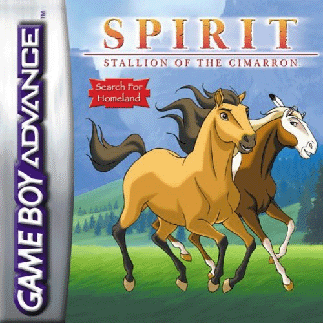 SPIRIT
STALLION OF THE CIMARRON
Search For
Homeland
GAME BOY ADVANCE